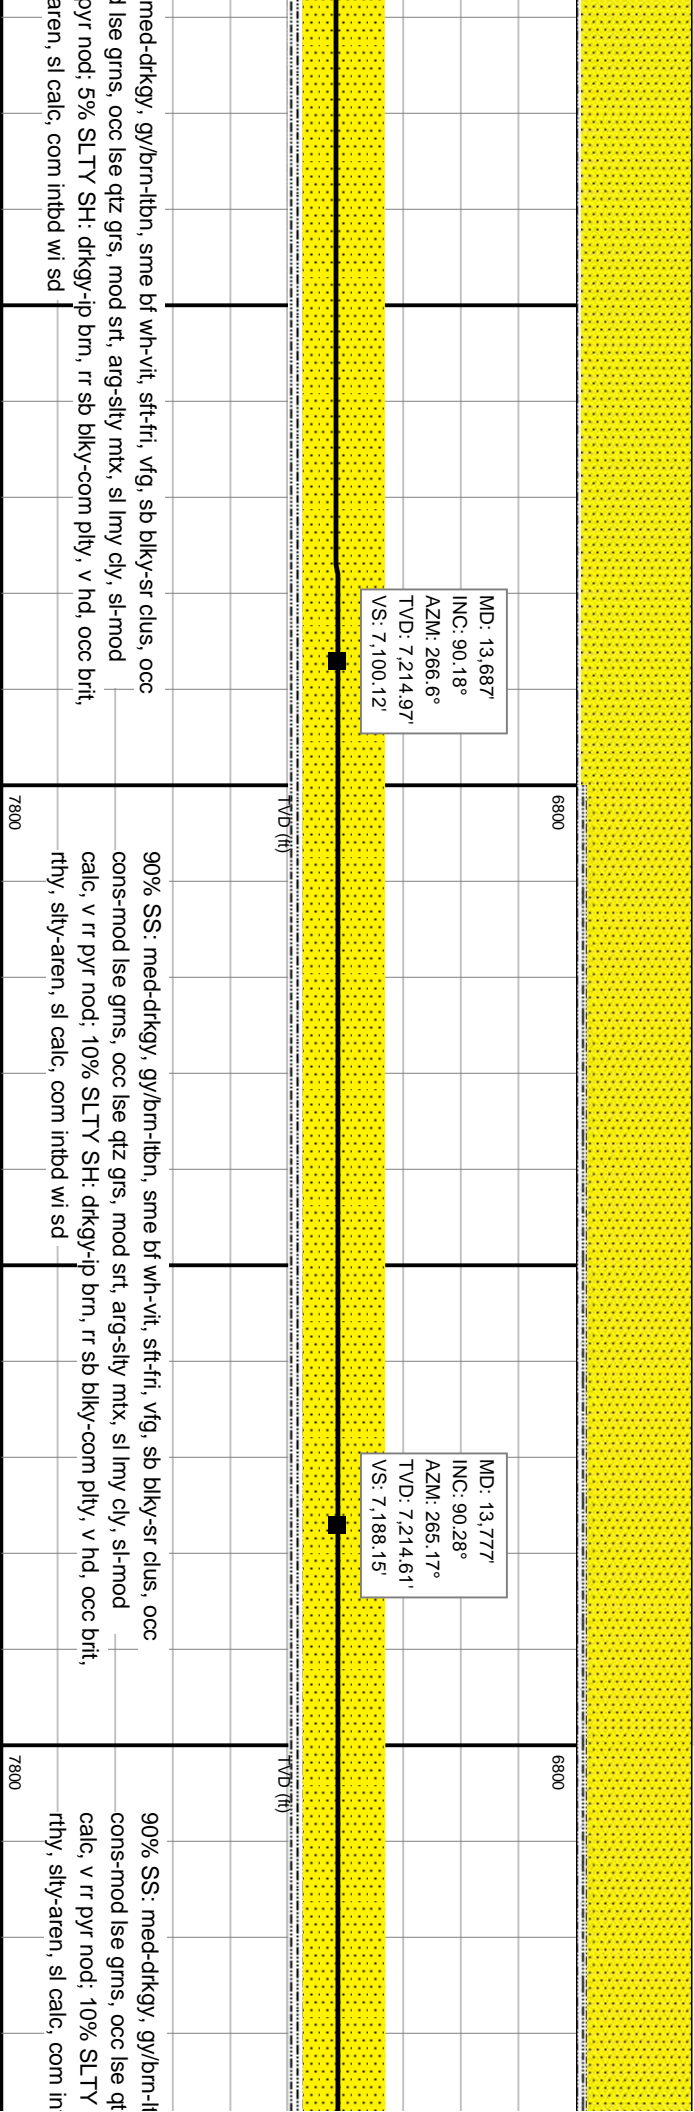 med-drkgy, gy/brn-ltbn, sme bf wh-vit, sft-fri, vfg, sb blky-sr clus, occ
lse grns, occ lse qtz grs, mod srt, arg-slty mtx, sl lmy cly, sl-mod
pyr nod; 5% SLTY SH: drkgy-ip brn, rr sb blky-com plty, v hd, occ brit,
aren, sl calc, com intbd wi sd
MD: 13,687'
INC: 90.18°
AZM: 266.6°
TVD: 7,214.97'
VS: 7,100.12'
6800
TVD (ft)
7800
90% SS: med-drkgy, gy/brn-ltbn, sme bf wh-vit, sft-fri, vfg, sb blky-sr clus, occ
cons-mod lse grns, occ lse qtz grs, mod srt, arg-slty mtx, sl lmy cly, sl-mod
calc, v rr pyr nod; 10% SLTY SH: drkgy-ip brn, rr sb blky-com plty, v hd, occ brit,
rthy, slty-aren, sl calc, com intbd wi sd
MD: 13,777'
INC: 90.28°
AZM: 265.17°
TVD: 7,214.61'
VS: 7,188.15'
6800
TVD (ft)
7800
90% SS: med-drkgy, gy/brn-lt
cons-mod lse grns, occ lse qt
calc, v rr pyr nod; 10% SLTY
rthy, slty-aren, sl calc, com in